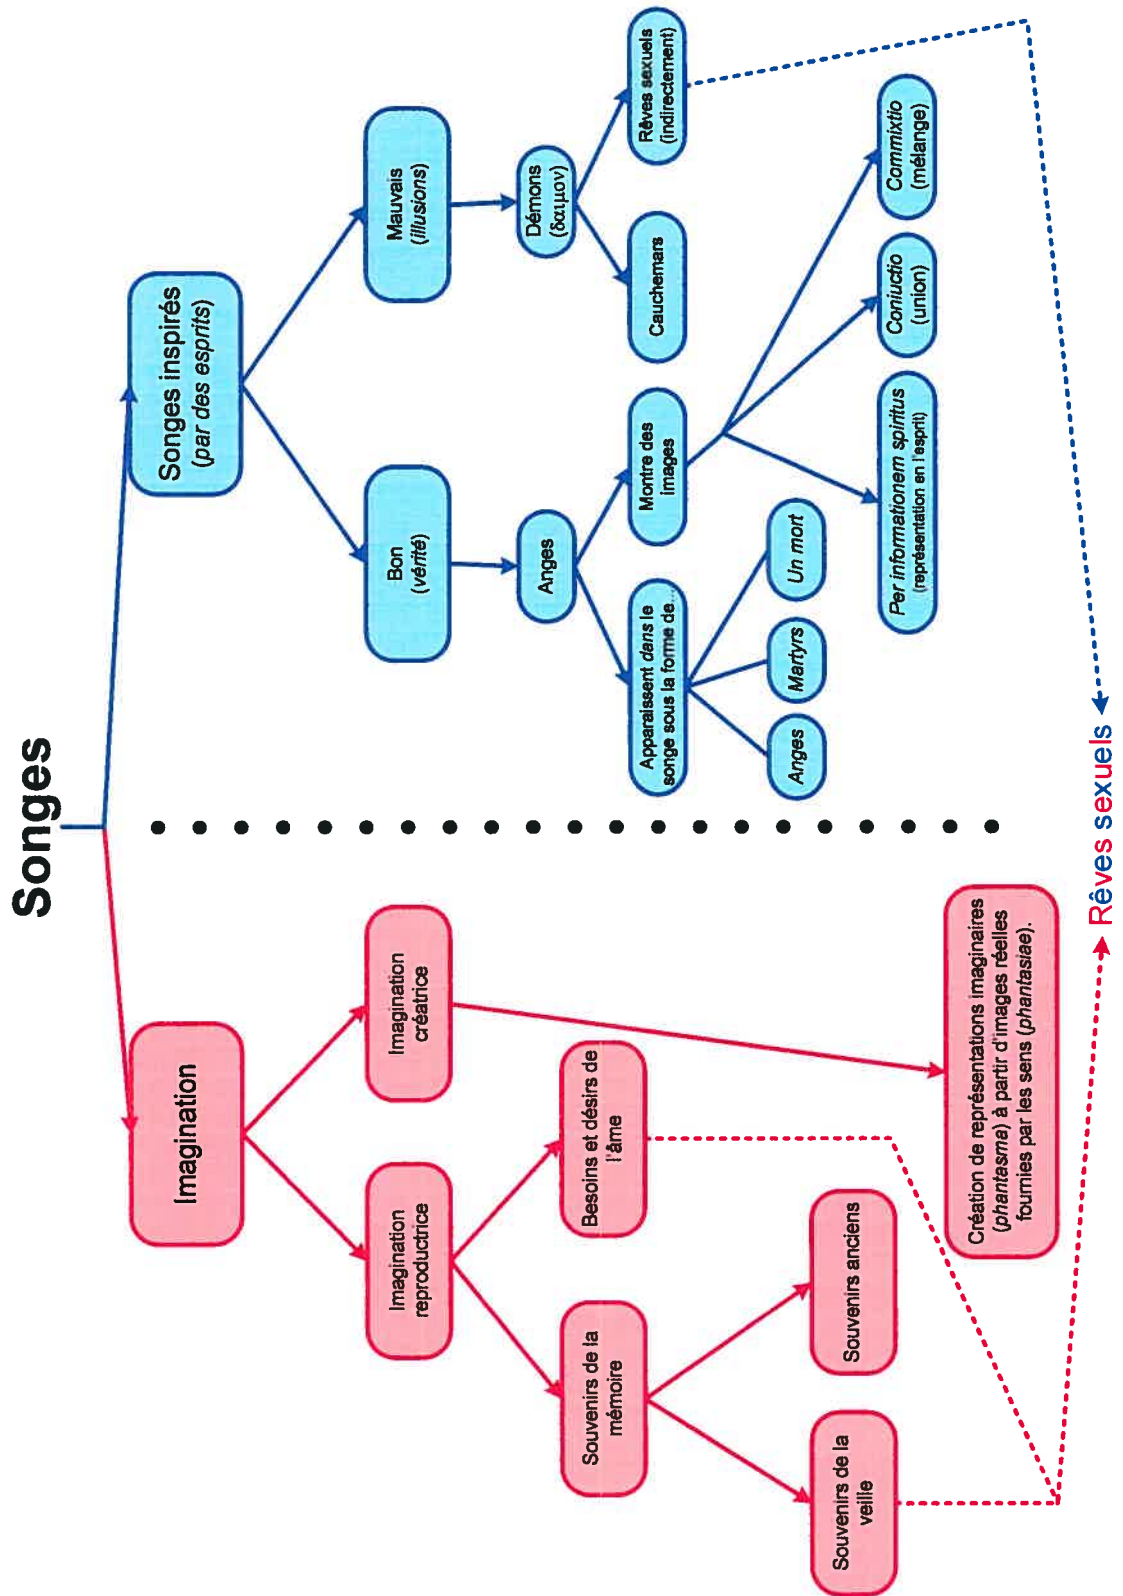 Songes
Imagination
Songes inspirés
(par des esprits)
Imagination
reproductrice
Imagination
créatrice
Bon
(vérité)
Mauvais
(illusions)
Souvenirs de la
mémoire
Besoins et désirs de
l'âme
Anges
Démons
(δαιμον)
Apparaissent dans le
songe sous la forme de...
Montre des
images
Cauchemars
Rêves sexuels
(indirectement)
Souvenirs de la
veille
Souvenirs anciens
Anges
Martyrs
Un mort
Per informationem spiritus
(représentation en l'esprit)
Coniuctio
(union)
Commixtio
(mélange)
Création de représentations imaginaires
(phantasma) à partir d'images réelles
fournies par les sens (phantasiae).
Rêves sexuels